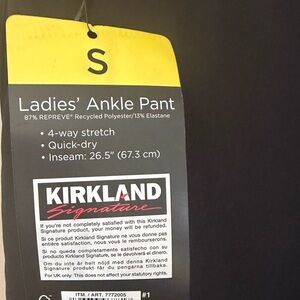 S
Ladies' Ankle Pant
87% REPREVE® Recycled Polyester/13% Elastane
• 4-way stretch
• Quick-dry
• Inseam: 26.5" (67.3 cm)
KIRKLAND
Signature
If you're not completely satisfied with this Kirkland
Signature product, your money will be refunded.
Si ce produit Kirkland Signature ne vous donne pas
entière satisfaction, nous vous le rembourserons.
Si no queda completamente satisfecho con este
producto Kirkland Signature, se le devolverá el dinero.
Om du inte är helt nöjd med denna Kirkland
Signature produkt får du pengarna tillbaka.
For US only: This does not affect your statutory rights.
ITM. / ART. 7772005
#1